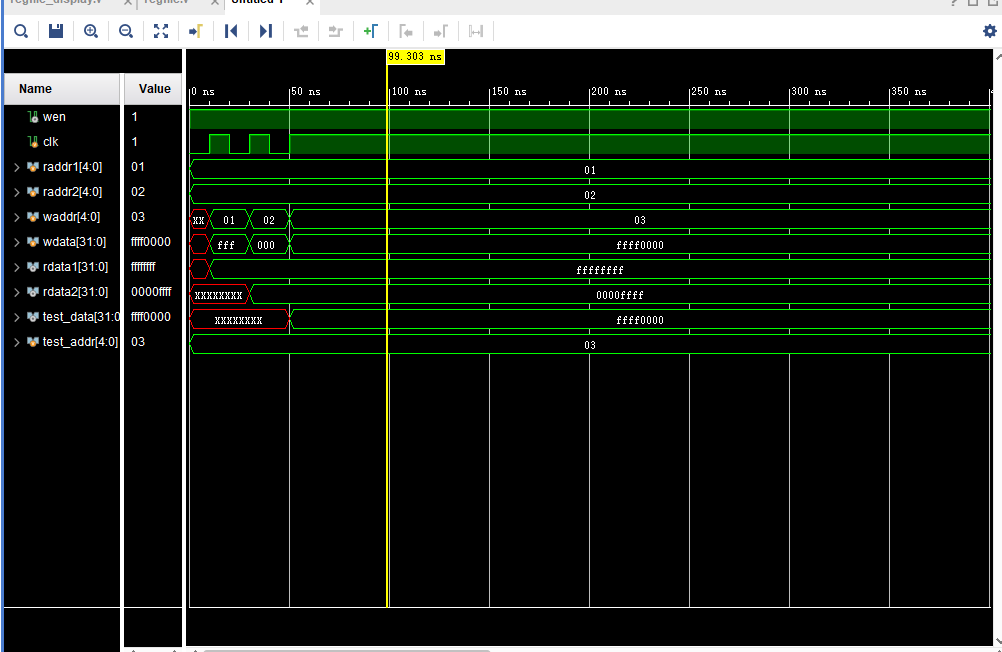 regfile_display.v × regfile.v × Untitled 1 ×
99.303 ns
Name Value
0 ns 50 ns 100 ns 150 ns 200 ns 250 ns 300 ns 350 ns
wen 1
clk 1
raddr1[4:0] 01 01
raddr2[4:0] 02 02
waddr[4:0] 03 XX 01 02 03
wdata[31:0] ffff0000 fff 000 ffff0000
rdata1[31:0] ffffffff ffffffff
rdata2[31:0] 0000ffff XXXXXXXX 0000ffff
test_data[31:0 ffff0000 XXXXXXXX ffff0000
test_addr[4:0] 03 03